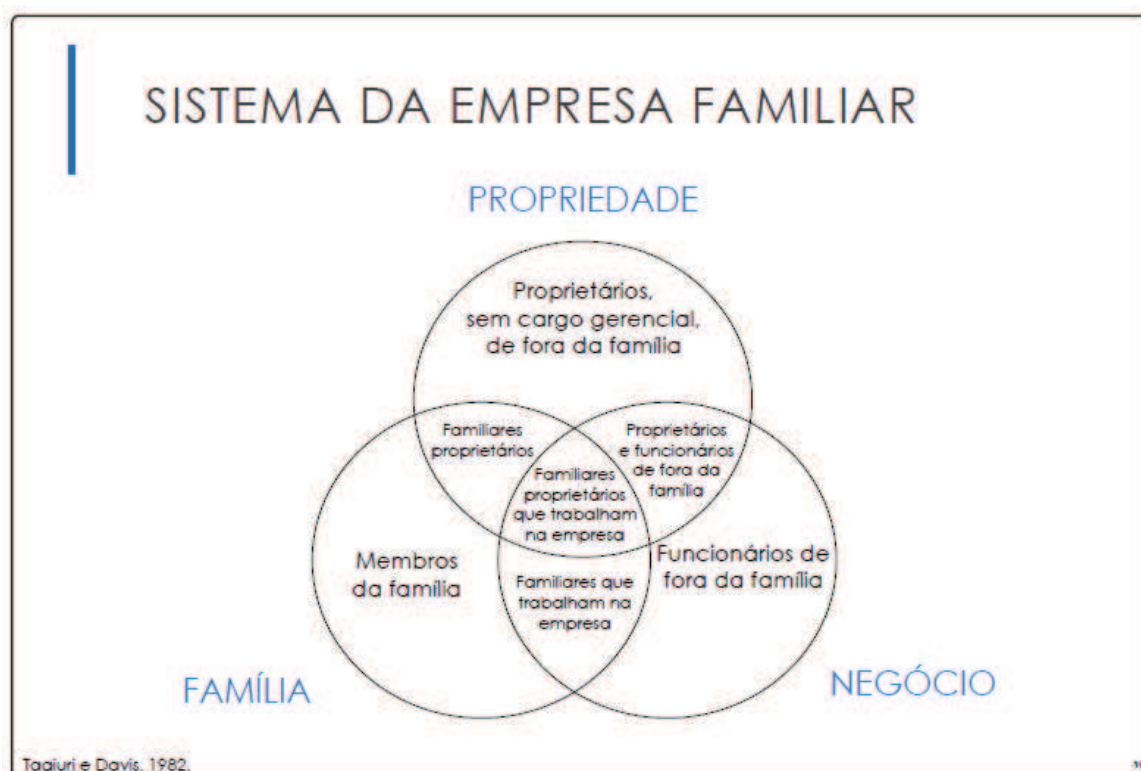 SISTEMA DA EMPRESA FAMILIAR
PROPRIEDADE
Proprietários,
sem cargo gerencial,
de fora da família
Familiares
proprietários
Proprietários
e funcionários
de fora da
família
Familiares
proprietários
que trabalham
na empresa
Membros
da família
Funcionários de
fora da família
Familiares que
trabalham na
empresa
FAMÍLIA
NEGÓCIO
Tagiuri e Davis, 1982.